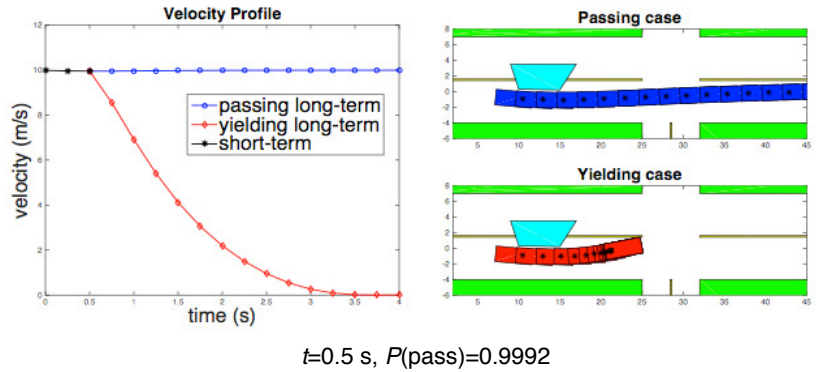 Velocity Profile
12
10
8
6
4
2
0
velocity (m/s)
passing long-term
yielding long-term
short-term
0 0.5 1 1.5 2 2.5 3 3.5 4
time (s)
Passing case
8
6
4
2
0
-2
-4
-6
5 10 15 20 25 30 35 40 45
Yielding case
8
6
4
2
0
-2
-4
-6
5 10 15 20 25 30 35 40 45
t=0.5 s, P(pass)=0.9992